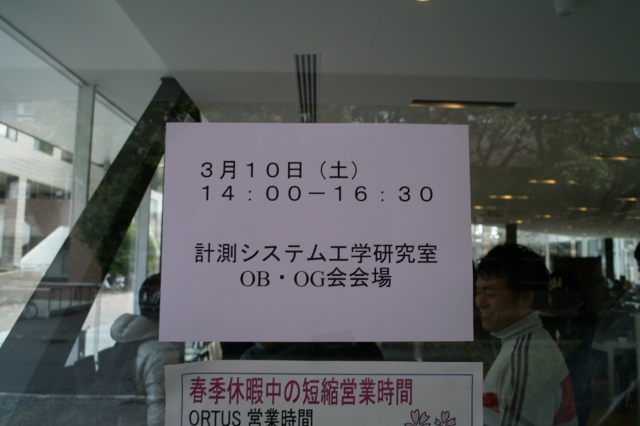 ３月１０日（土）
１４：００－１６：３０
計測システム工学研究室
OB・OG会会場
春季休暇中の短縮営業時間
ORTUS 営業時間